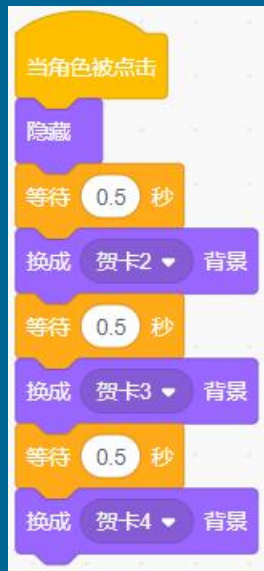 当角色被点击
隐藏
等待 0.5 秒
换成 贺卡2 背景
等待 0.5 秒
换成 贺卡3 背景
等待 0.5 秒
换成 贺卡4 背景